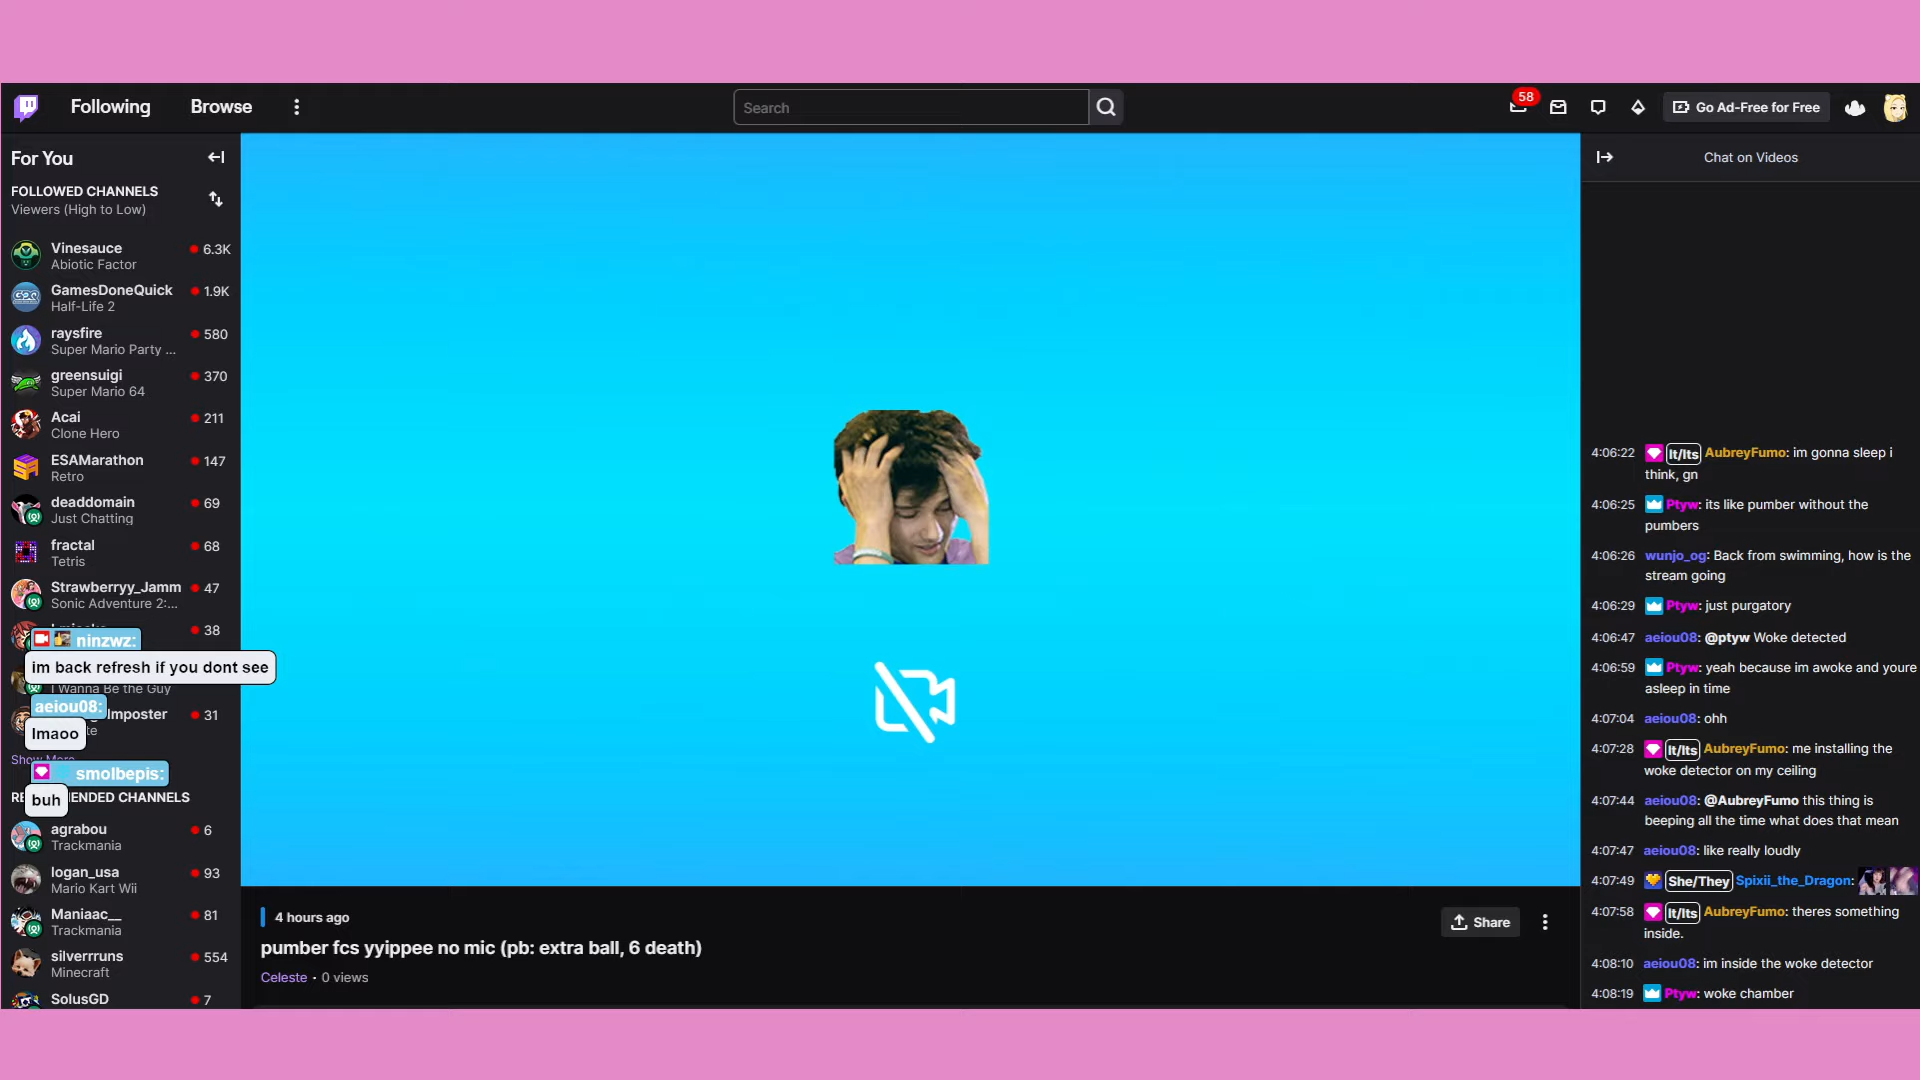 Following
Browse
Search
58
Go Ad-Free for Free
For You
FOLLOWED CHANNELS
Viewers (High to Low)
Vinesauce
6.3K
Abiotic Factor
GamesDoneQuick
1.9K
Half-Life 2
raysfire
580
Super Mario Party ...
greensuigi
370
Super Mario 64
Acai
211
Clone Hero
ESAMarathon
147
Retro
deaddomain
69
Just Chatting
fractal
68
Tetris
Strawberryy_Jamm
47
Sonic Adventure 2:...
38
ninzwz:
im back refresh if you dont see
I Wanna Be the Guy
aeiou08:
Imposter
31
lmaoo
Show More
smolbepis:
buh
ENDED CHANNELS
agrabou
6
Trackmania
logan_usa
93
Mario Kart Wii
Maniaac__
81
Trackmania
silverrruns
554
Minecraft
SolusGD
7
4 hours ago
Share
pumber fcs yyippee no mic (pb: extra ball, 6 death)
Celeste • 0 views
Chat on Videos
4:06:22 It/Its AubreyFumo: im gonna sleep i
think, gn
4:06:25 Ptyw: its like pumber without the
pumbers
4:06:26 wunjo_og: Back from swimming, how is the
stream going
4:06:29 Ptyw: just purgatory
4:06:47 aeiou08: @ptyw Woke detected
4:06:59 Ptyw: yeah because im awoke and youre
asleep in time
4:07:04 aeiou08: ohh
4:07:28 It/Its AubreyFumo: me installing the
woke detector on my ceiling
4:07:44 aeiou08: @AubreyFumo this thing is
beeping all the time what does that mean
4:07:47 aeiou08: like really loudly
4:07:49 She/They Spixii_the_Dragon:
4:07:58 It/Its AubreyFumo: theres something
inside.
4:08:10 aeiou08: im inside the woke detector
4:08:19 Ptyw: woke chamber